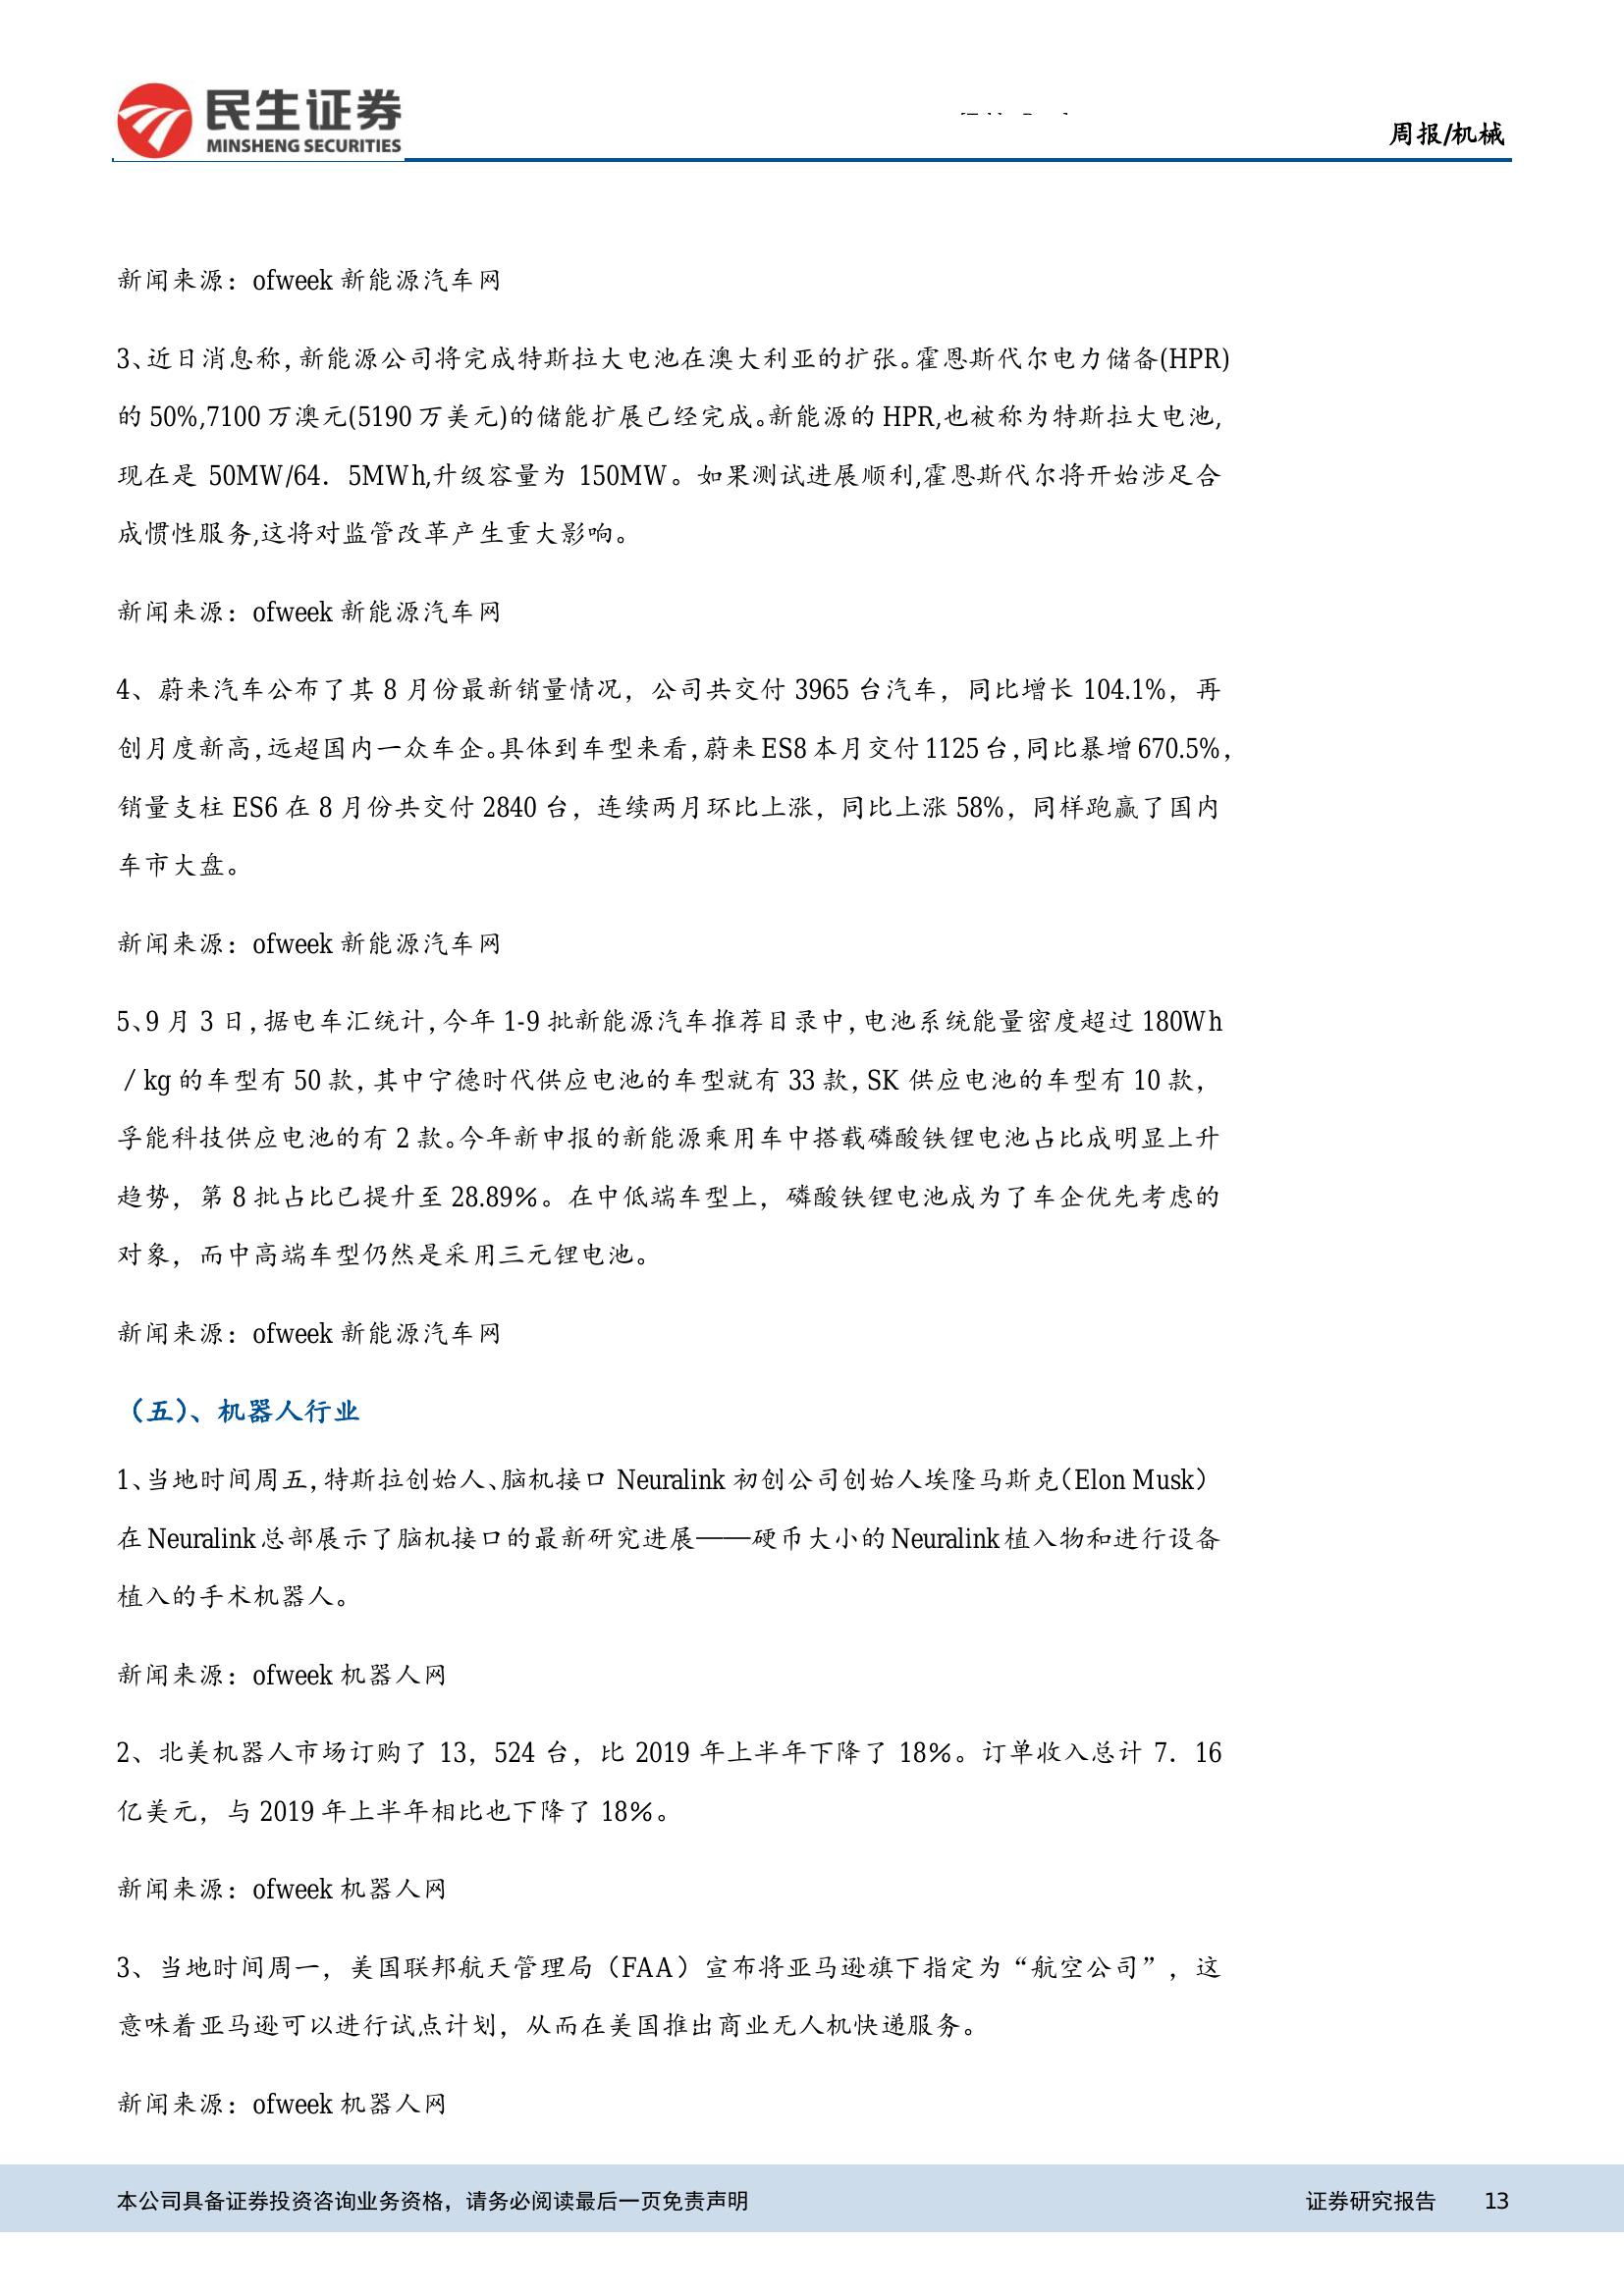 民生证券
MINSHENG SECURITIES
周报/机械
新闻来源：ofweek 新能源汽车网
3、近日消息称，新能源公司将完成特斯拉大电池在澳大利亚的扩张。霍恩斯代尔电力储备(HPR)
的 50%,7100 万澳元(5190 万美元)的储能扩展已经完成。新能源的 HPR,也被称为特斯拉大电池,
现在是 50MW/64．5MWh,升级容量为 150MW。如果测试进展顺利,霍恩斯代尔将开始涉足合
成惯性服务,这将对监管改革产生重大影响。
新闻来源：ofweek 新能源汽车网
4、蔚来汽车公布了其 8 月份最新销量情况，公司共交付 3965 台汽车，同比增长 104.1%，再
创月度新高，远超国内一众车企。具体到车型来看，蔚来 ES8 本月交付 1125 台，同比暴增 670.5%，
销量支柱 ES6 在 8 月份共交付 2840 台，连续两月环比上涨，同比上涨 58%，同样跑赢了国内
车市大盘。
新闻来源：ofweek 新能源汽车网
5、9 月 3 日，据电车汇统计，今年 1-9 批新能源汽车推荐目录中，电池系统能量密度超过 180Wh
／kg 的车型有 50 款，其中宁德时代供应电池的车型就有 33 款，SK 供应电池的车型有 10 款，
孚能科技供应电池的有 2 款。今年新申报的新能源乘用车中搭载磷酸铁锂电池占比成明显上升
趋势，第 8 批占比已提升至 28.89%。在中低端车型上，磷酸铁锂电池成为了车企优先考虑的
对象，而中高端车型仍然是采用三元锂电池。
新闻来源：ofweek 新能源汽车网
（五）、机器人行业
1、当地时间周五，特斯拉创始人、脑机接口 Neuralink 初创公司创始人埃隆马斯克（Elon Musk）
在 Neuralink 总部展示了脑机接口的最新研究进展——硬币大小的 Neuralink 植入物和进行设备
植入的手术机器人。
新闻来源：ofweek 机器人网
2、北美机器人市场订购了 13，524 台，比 2019 年上半年下降了 18％。订单收入总计 7．16
亿美元，与 2019 年上半年相比也下降了 18％。
新闻来源：ofweek 机器人网
3、当地时间周一，美国联邦航天管理局（FAA）宣布将亚马逊旗下指定为“航空公司”，这
意味着亚马逊可以进行试点计划，从而在美国推出商业无人机快递服务。
新闻来源：ofweek 机器人网
本公司具备证券投资咨询业务资格，请务必阅读最后一页免责声明 证券研究报告 13